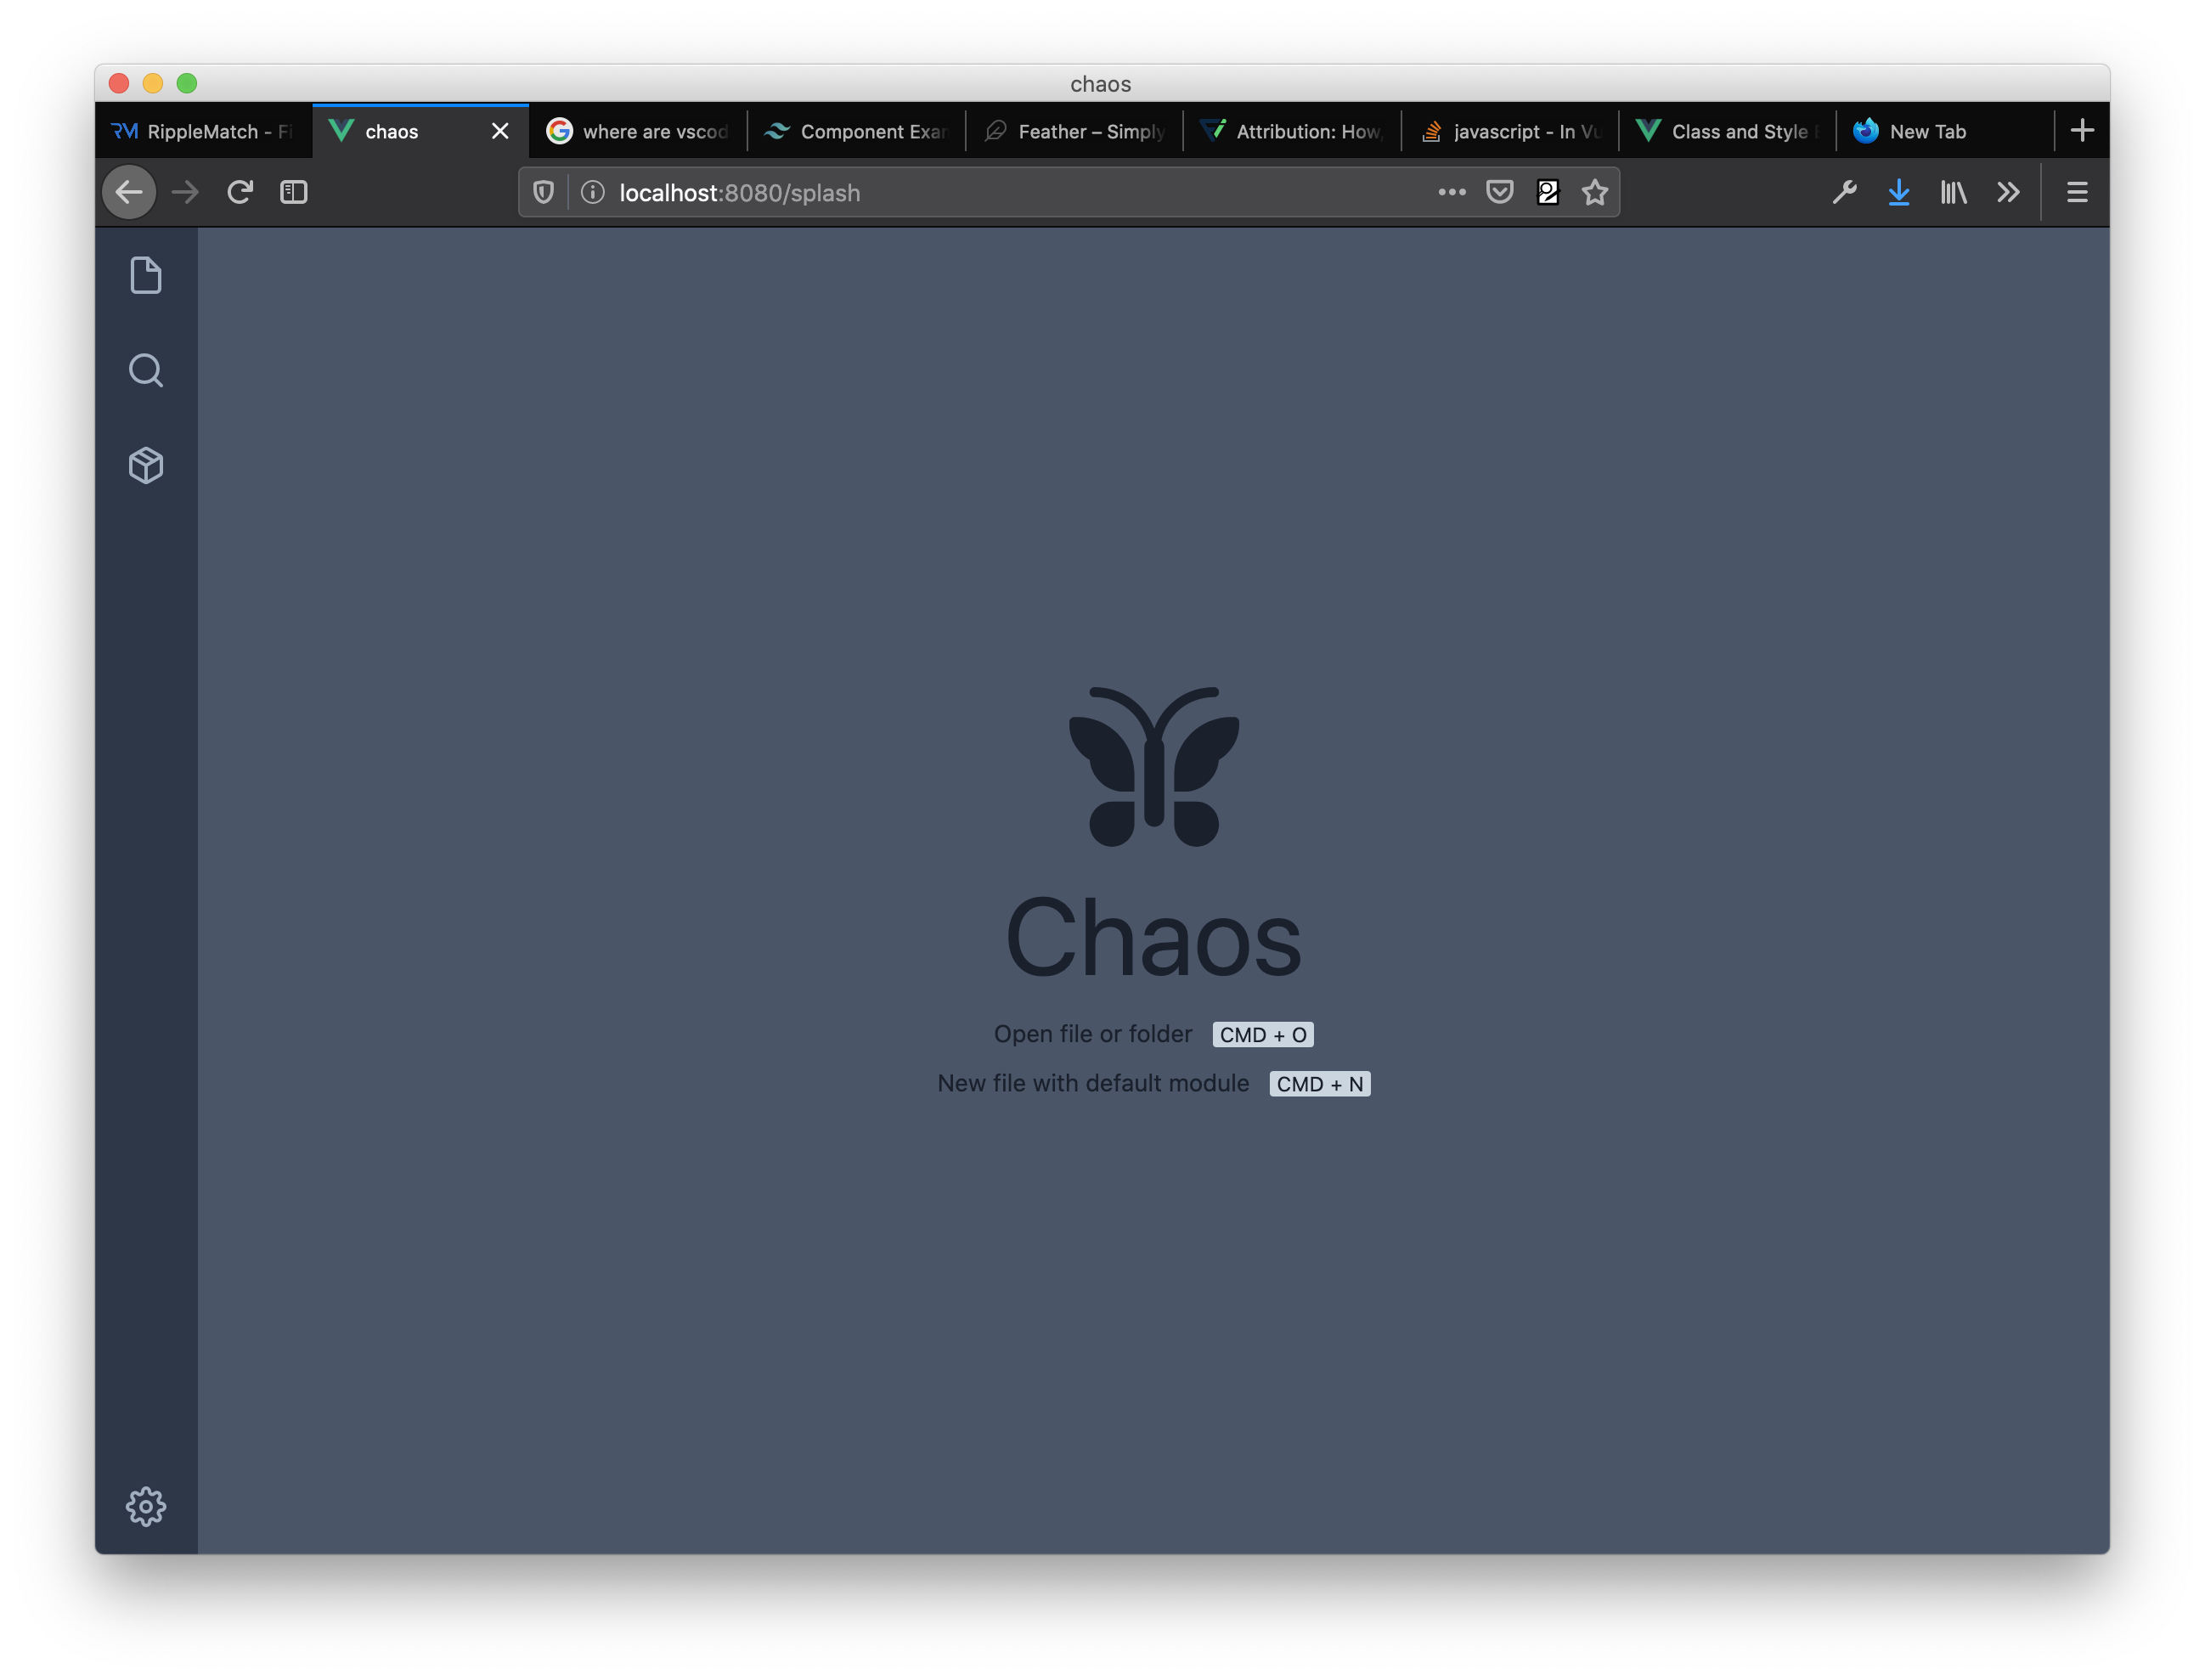 chaos
RM RippleMatch - Fi
chaos
where are vscod
Component Exar
Feather – Simply
Attribution: How,
javascript - In Vu
Class and Style
New Tab
localhost:8080/splash
Chaos
Open file or folder CMD + O
New file with default module CMD + N